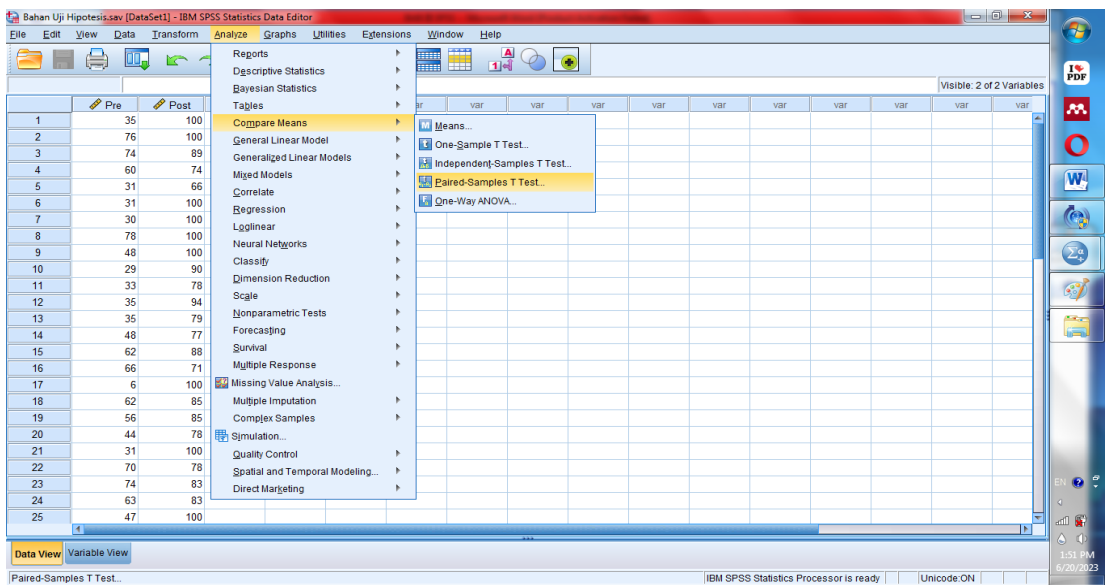 Bahan Uji Hipotesis.sav [DataSet1] - IBM SPSS Statistics Data Editor
File Edit View Data Transform Analyze Graphs Utilities Extensions Window Help
Visible: 2 of 2 Variables
Pre Post ar var var var var var var var var var var
1 35 100
2 76 100
3 74 89
4 60 74
5 31 66
6 31 100
7 30 100
8 78 100
9 48 100
10 29 90
11 33 78
12 35 94
13 35 79
14 48 77
15 62 88
16 66 71
17 6 100
18 62 85
19 56 85
20 44 78
21 31 100
22 70 78
23 74 83
24 63 83
25 47 100
Reports
Descriptive Statistics
Bayesian Statistics
Tables
Compare Means
General Linear Model
Generalized Linear Models
Mixed Models
Correlate
Regression
Loglinear
Neural Networks
Classify
Dimension Reduction
Scale
Nonparametric Tests
Forecasting
Survival
Multiple Response
Missing Value Analysis...
Multiple Imputation
Complex Samples
Simulation...
Quality Control
Spatial and Temporal Modeling...
Direct Marketing
Means...
One-Sample T Test...
Independent-Samples T Test...
Paired-Samples T Test...
One-Way ANOVA...
Data View Variable View
Paired-Samples T Test... IBM SPSS Statistics Processor is ready Unicode:ON
I PDF
W
EN
1:51 PM
6/20/2023